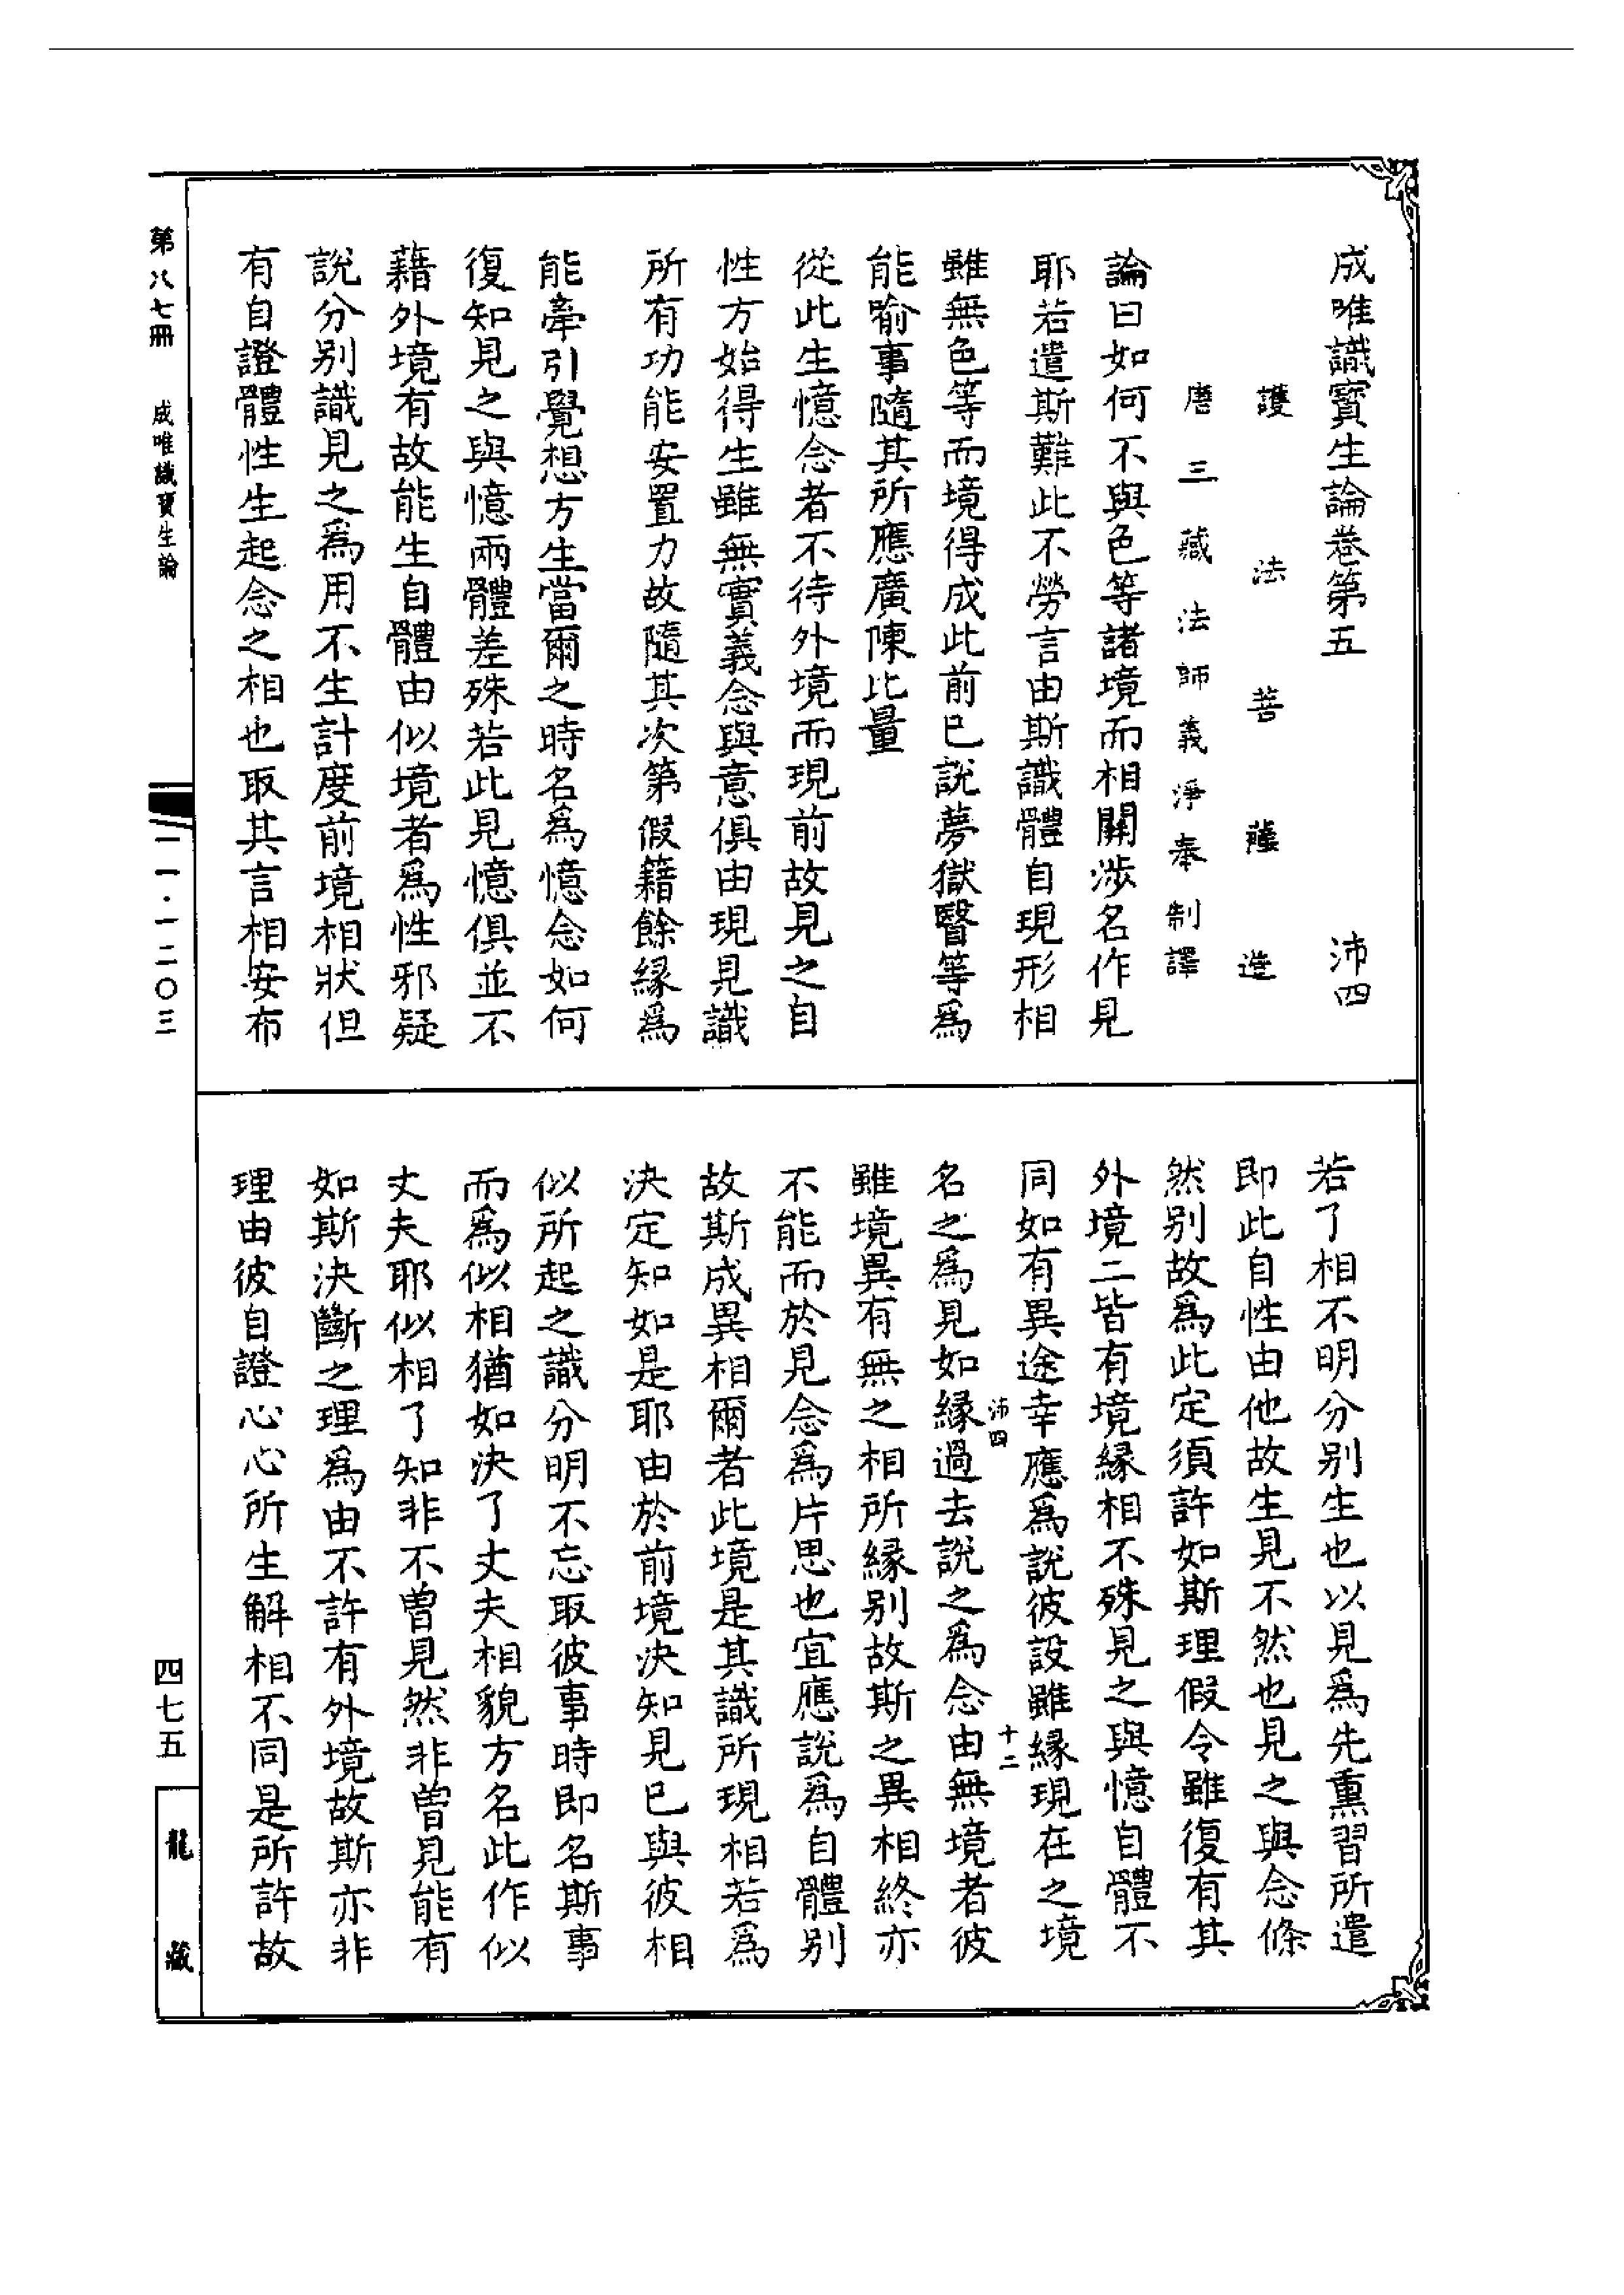 成唯識寶生論卷第五　沛四
護法菩薩造
唐三藏法師義淨奉制譯
論曰如何不與色等諸境而相關涉名作見
耶若遣斯難此不勞言由斯識體自現形相
雖無色等而境得成此前已說夢獄瞖等爲
能喻事隨其所應廣陳比量
從此生憶念者不待外境而現前故見之自
性方始得生雖無實義念與意俱由現見識
所有功能安置力故隨其次第假籍餘緣爲
能牽引覺想方生當爾之時名爲憶念如何
復知見之與憶兩體差殊若此見憶俱並不
藉外境有故能生自體由似境者爲性邪疑
說分別識見之爲用不生計度前境相狀但
有自證體性生起念之相也取其言相安布
若了相不明分別生也以見爲先熏習所遣
即此自性由他故生見不然也見之與念條
然別故爲此定須許如斯理假令雖復有其
外境二皆有境緣相不殊見之與憶自體不
同如有異途幸應爲說彼設雖緣現在之境
沛四　十二
名之爲見如緣過去說之爲念由無境者彼
雖境異有無之相所緣別故斯之異相終亦
不能而於見念爲片思也宜應說爲自體別
故斯成異相爾者此境是其識所現相若爲
決定知如是耶由於前境決知見已與彼相
似所起之識分明不忘取彼事時即名斯事
而爲似相猶如決了丈夫相貌方名此作似
丈夫耶似相了知非不曾見然非曾見能有
如斯決斷之理爲由不許有外境故斯亦非
理由彼自證心心所生解相不同是所許故
第八七冊　成唯識寶生論　一一·一二〇三　四七五
龍藏